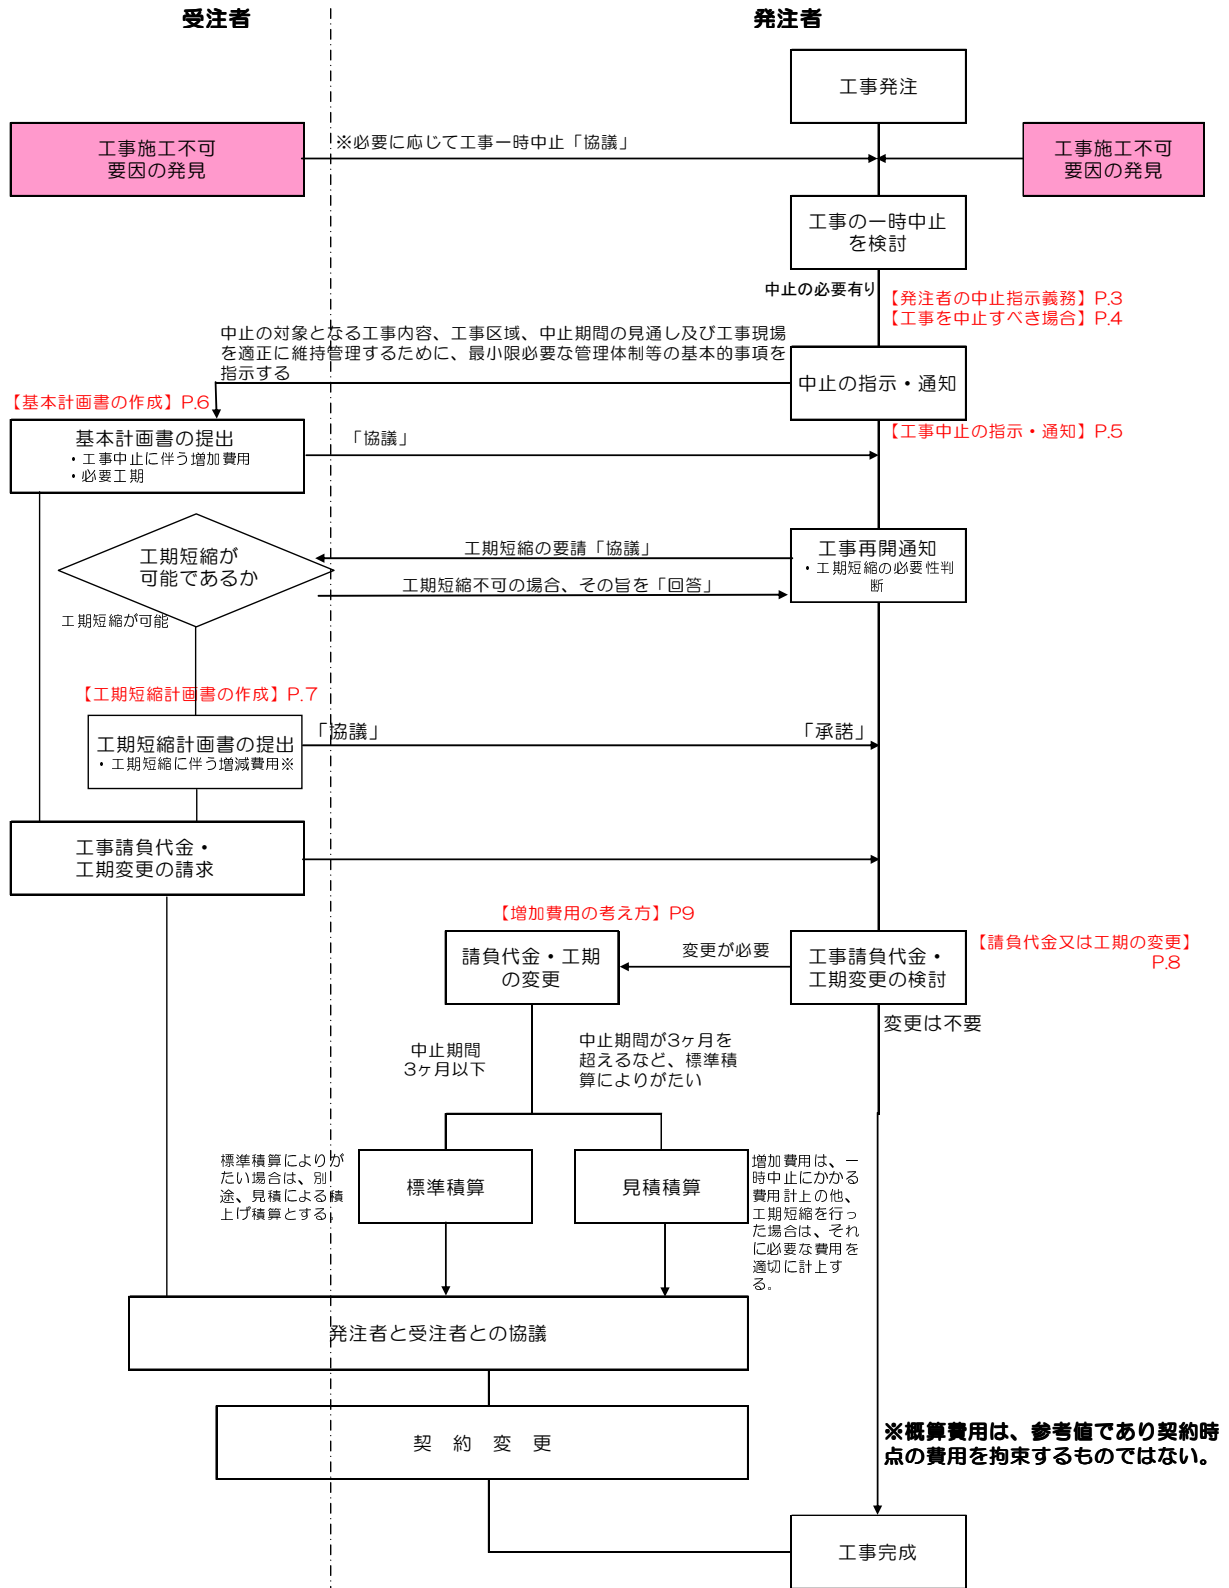 受注者
発注者
工事発注
工事施工不可
要因の発見
※必要に応じて工事一時中止「協議」
工事施工不可
要因の発見
工事の一時中止
を検討
中止の必要有り
【発注者の中止指示義務】P.3
【工事を中止すべき場合】P.4
中止の対象となる工事内容、工事区域、中止期間の見通し及び工事現場
を適正に維持管理するために、最小限必要な管理体制等の基本的事項を
指示する
中止の指示・通知
【基本計画書の作成】P.6
【工事中止の指示・通知】P.5
基本計画書の提出
・工事中止に伴う増加費用
・必要工期
「協議」
工期短縮が
可能であるか
工期短縮の要請「協議」
工期短縮不可の場合、その旨を「回答」
工事再開通知
・工期短縮の必要性判
断
工期短縮が可能
【工期短縮計画書の作成】P.7
工期短縮計画書の提出
・工期短縮に伴う増減費用※
「協議」
「承諾」
工事請負代金・
工期変更の請求
【増加費用の考え方】P9
請負代金・工期
の変更
変更が必要
工事請負代金・
工期変更の検討
【請負代金又は工期の変更】
P.8
変更は不要
中止期間
3ヶ月以下
中止期間が3ヶ月を
超えるなど、標準積
算によりがたい
標準積算によりが
たい場合は、別
途、見積による積
上げ積算とする。
標準積算
見積積算
増加費用は、一
時中止にかかる
費用計上の他、
工期短縮を行っ
た場合は、それ
に必要な費用を
適切に計上す
る。
発注者と受注者との協議
契 約 変 更
※概算費用は、参考値であり契約時
点の費用を拘束するものではない。
工事完成